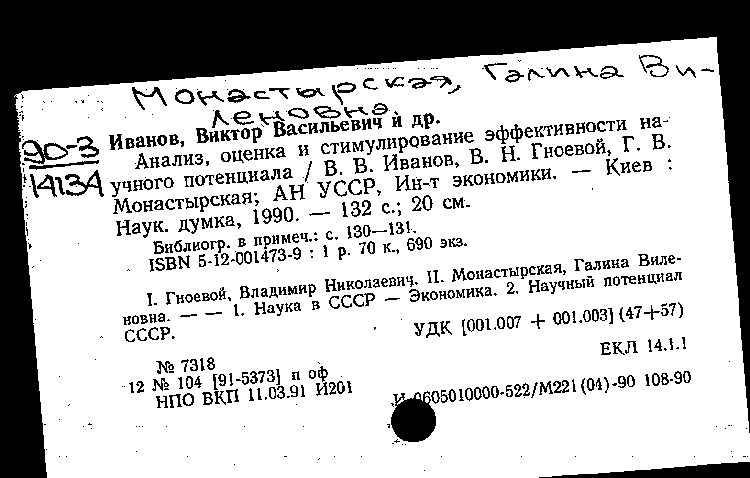 Монастырская, Галина Ви-
леновна.
90-3
14134
Иванов, Виктор Васильевич и др.
Анализ, оценка и стимулирование эффективности на-
учного потенциала / В. В. Иванов, В. Н. Гноевой, Г. В.
Монастырская; АН УССР, Ин-т экономики. — Киев :
Наук. думка, 1990. — 132 с.; 20 см.
Библиогр. в примеч.: с. 130—131.
ISBN 5-12-001473-9 : 1 р. 70 к., 690 экз.
I. Гноевой, Владимир Николаевич. II. Монастырская, Галина Виле-
новна. — — 1. Наука в СССР — Экономика. 2. Научный потенциал
СССР.
УДК [001.007 + 001.003] (47+57)
ЕКЛ 14.1.1
№ 7318
12 № 104 [91-5373] п оф
НПО ВКП 11.03.91 И201
И 0605010000-522/М221 (04)-90 108-90